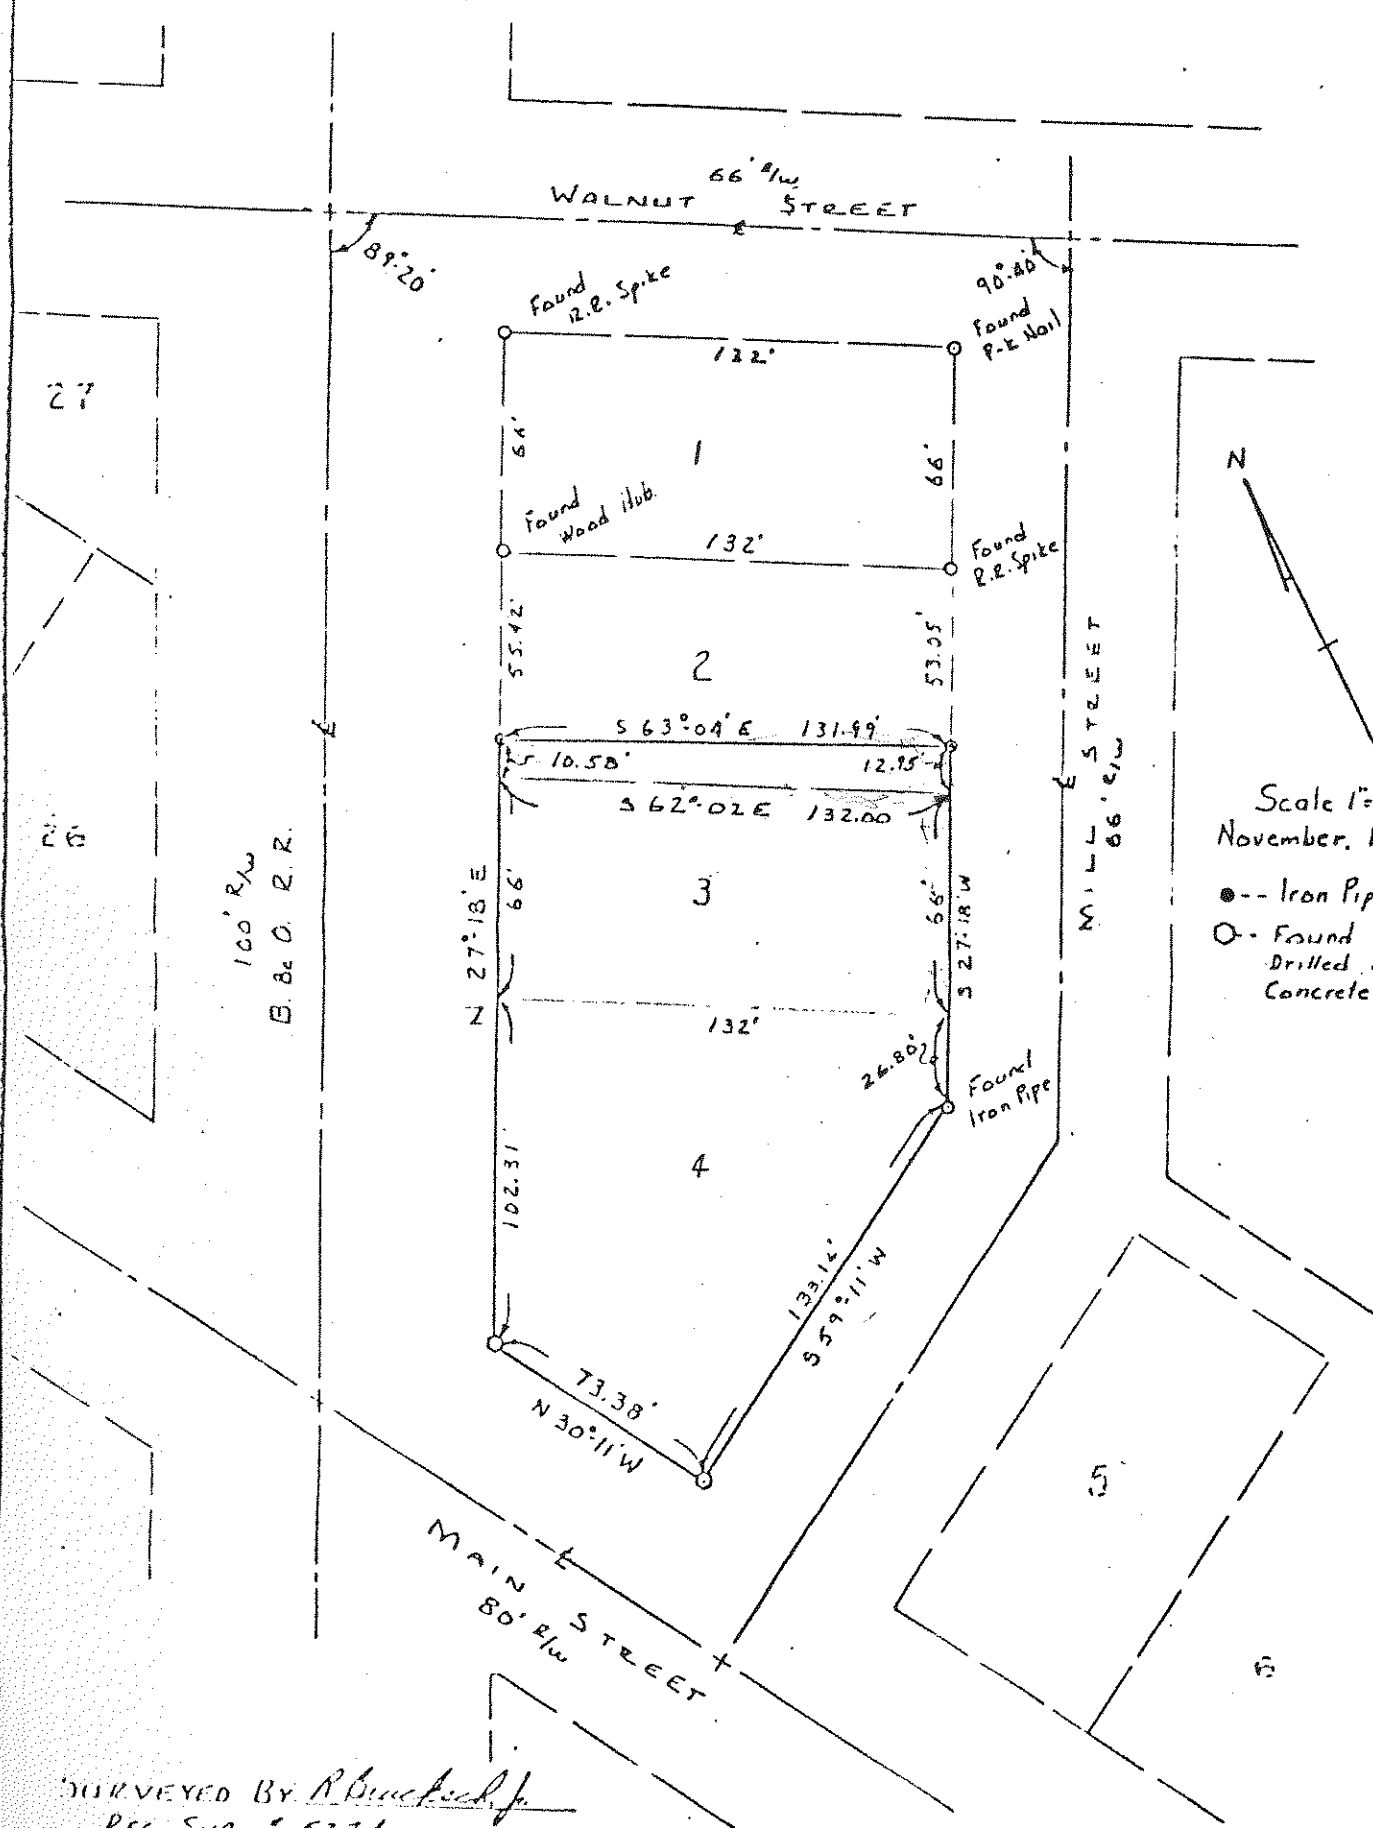 66' R/W
WALNUT STREET
89°-20'
90°-40'
Found
R.R. Spike
Found
P-K Nail
132'
27
66'
1
66'
N
Found
Wood Hub.
132'
Found
R.R. Spike
55.42'
2
53.05'
S 63°-04' E 131.99'
10.58'
12.95'
S 62°-02 E 132.00
MILL STREET
66' R/W
Scale 1"=
November,
26
100' R/W
B. & O. R.R.
N 27°-18' E
66'
3
66'
S 27°-18' W
●-- Iron Pip
O-- Found
Drilled
Concrete
132'
26.80'
Found
Iron Pipe
102.31'
4
133.16'
S 59°-11' W
73.38'
N 30°-11' W
5
MAIN STREET
80' R/W
6
SURVEYED BY